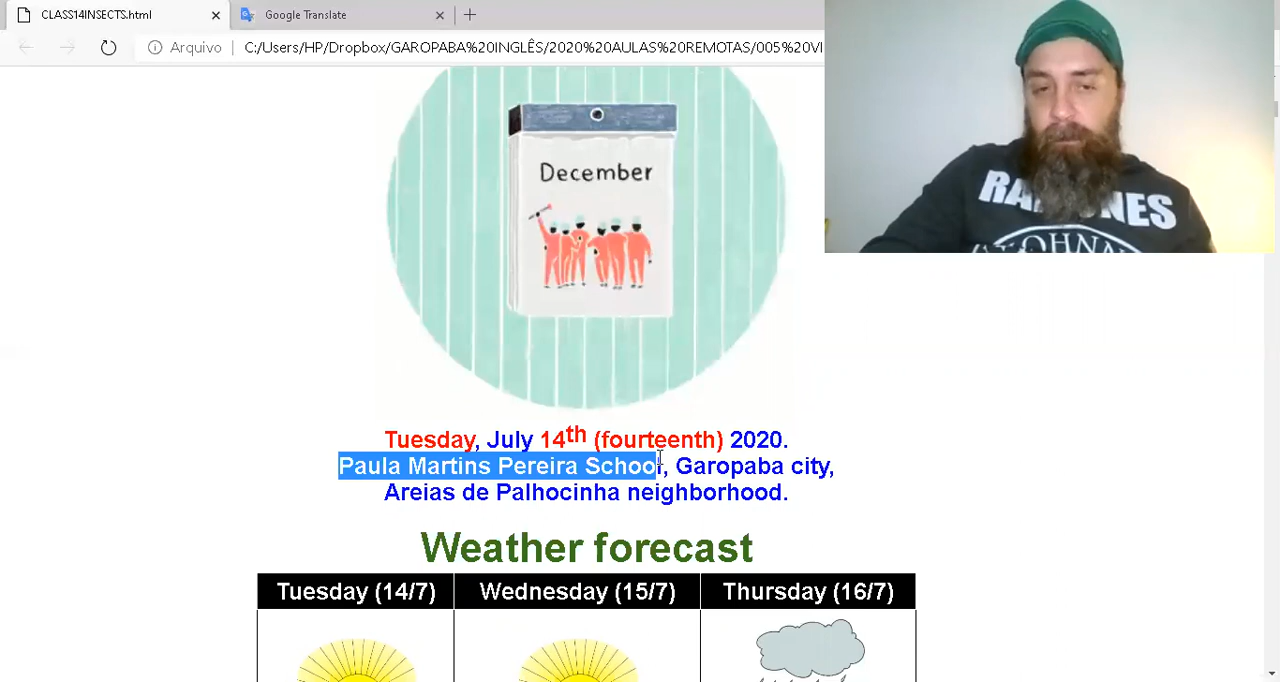 CLASS14INSECTS.html
Google Translate
Arquivo
C:/Users/HP/Dropbox/GAROPABA%20INGLÊS/2020%20AULAS%20REMOTAS/005%20VI
December
RAMONES
JOHN
Tuesday, July 14th (fourteenth) 2020.
Paula Martins Pereira School, Garopaba city,
Areias de Palhocinha neighborhood.
Weather forecast
Tuesday (14/7) Wednesday (15/7) Thursday (16/7)